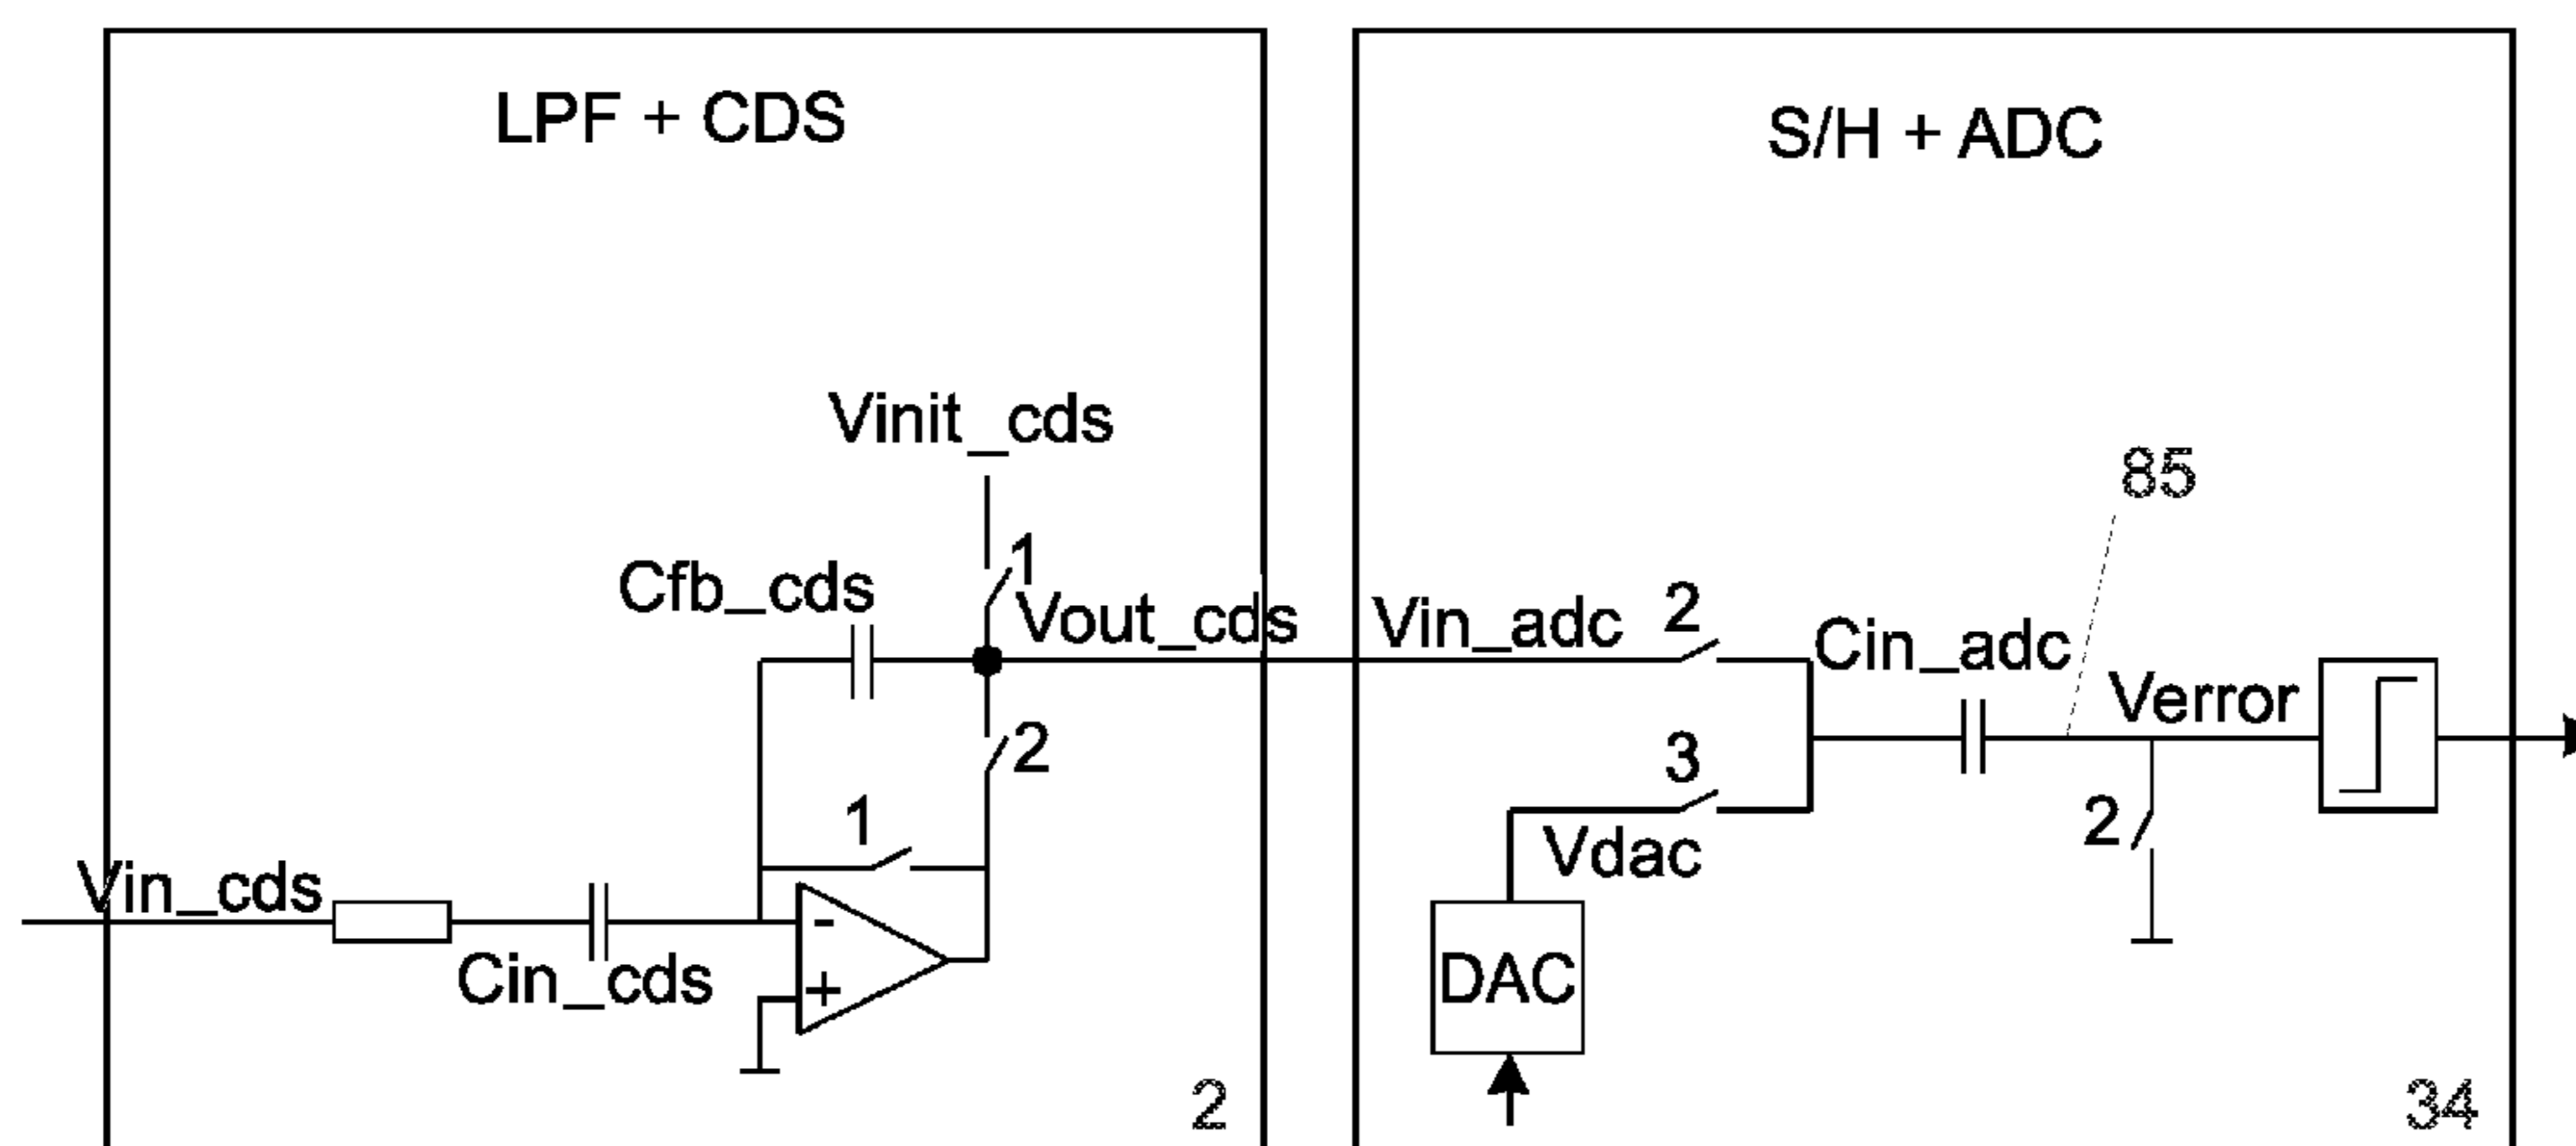 LPF + CDS
S/H + ADC
Vinit_cds
85
1
Cfb_cds
Vout_cds
Vin_adc
2
Cin_adc
Verror
2
3
1
2
Vdac
Vin_cds
Cin_cds
-
+
DAC
2
34